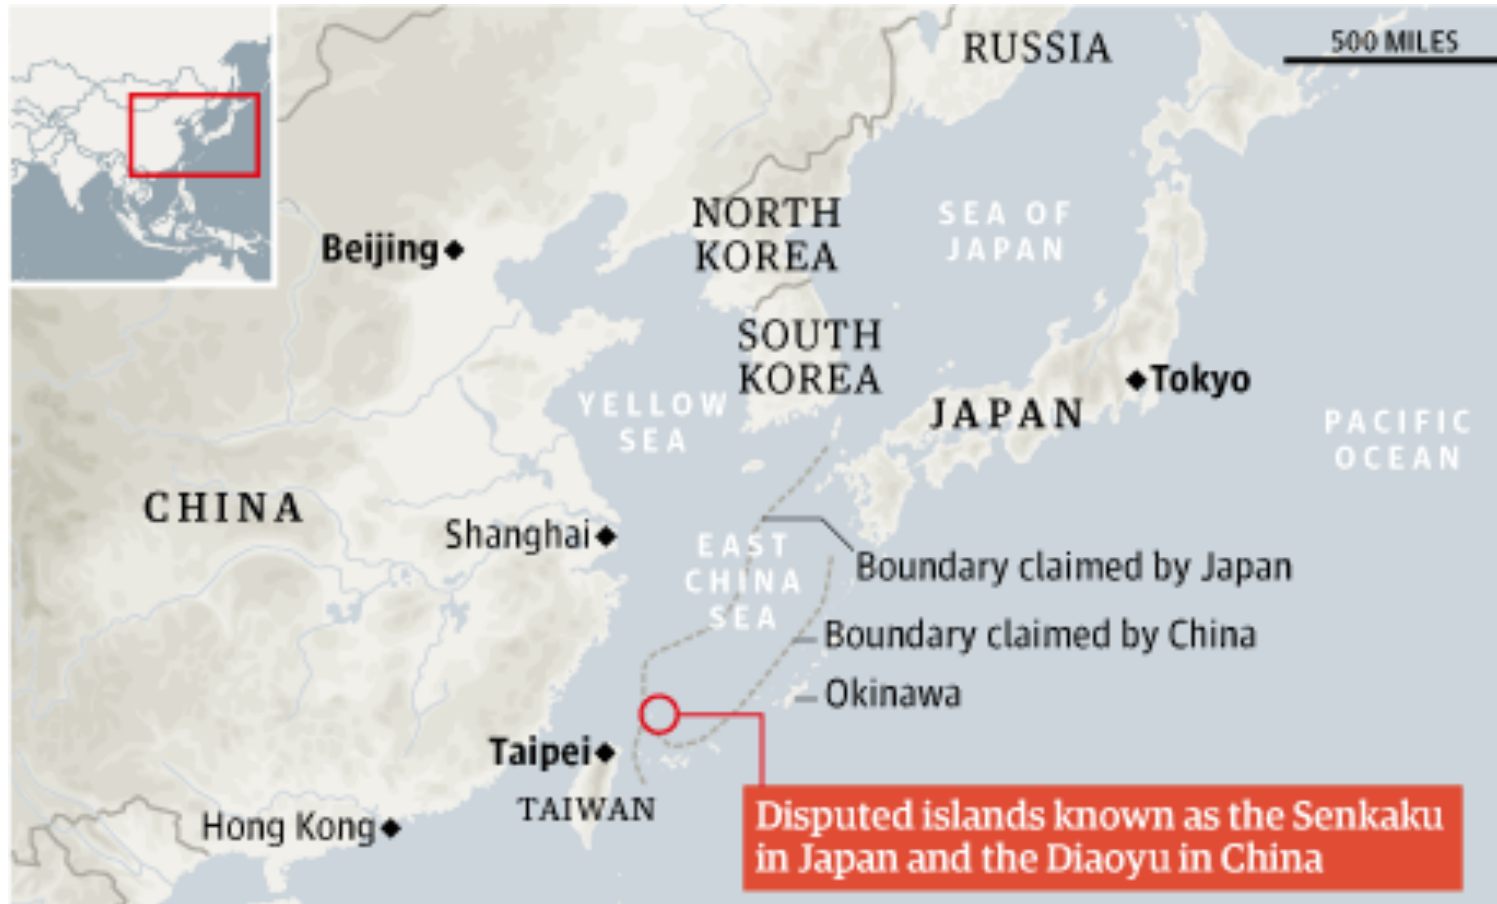 RUSSIA
500 MILES
NORTH
KOREA
SEA OF
JAPAN
Beijing
SOUTH
KOREA
Tokyo
YELLOW
SEA
JAPAN
PACIFIC
OCEAN
CHINA
Shanghai
EAST
CHINA
SEA
Boundary claimed by Japan
Boundary claimed by China
Okinawa
Taipei
TAIWAN
Hong Kong
Disputed islands known as the Senkaku
in Japan and the Diaoyu in China